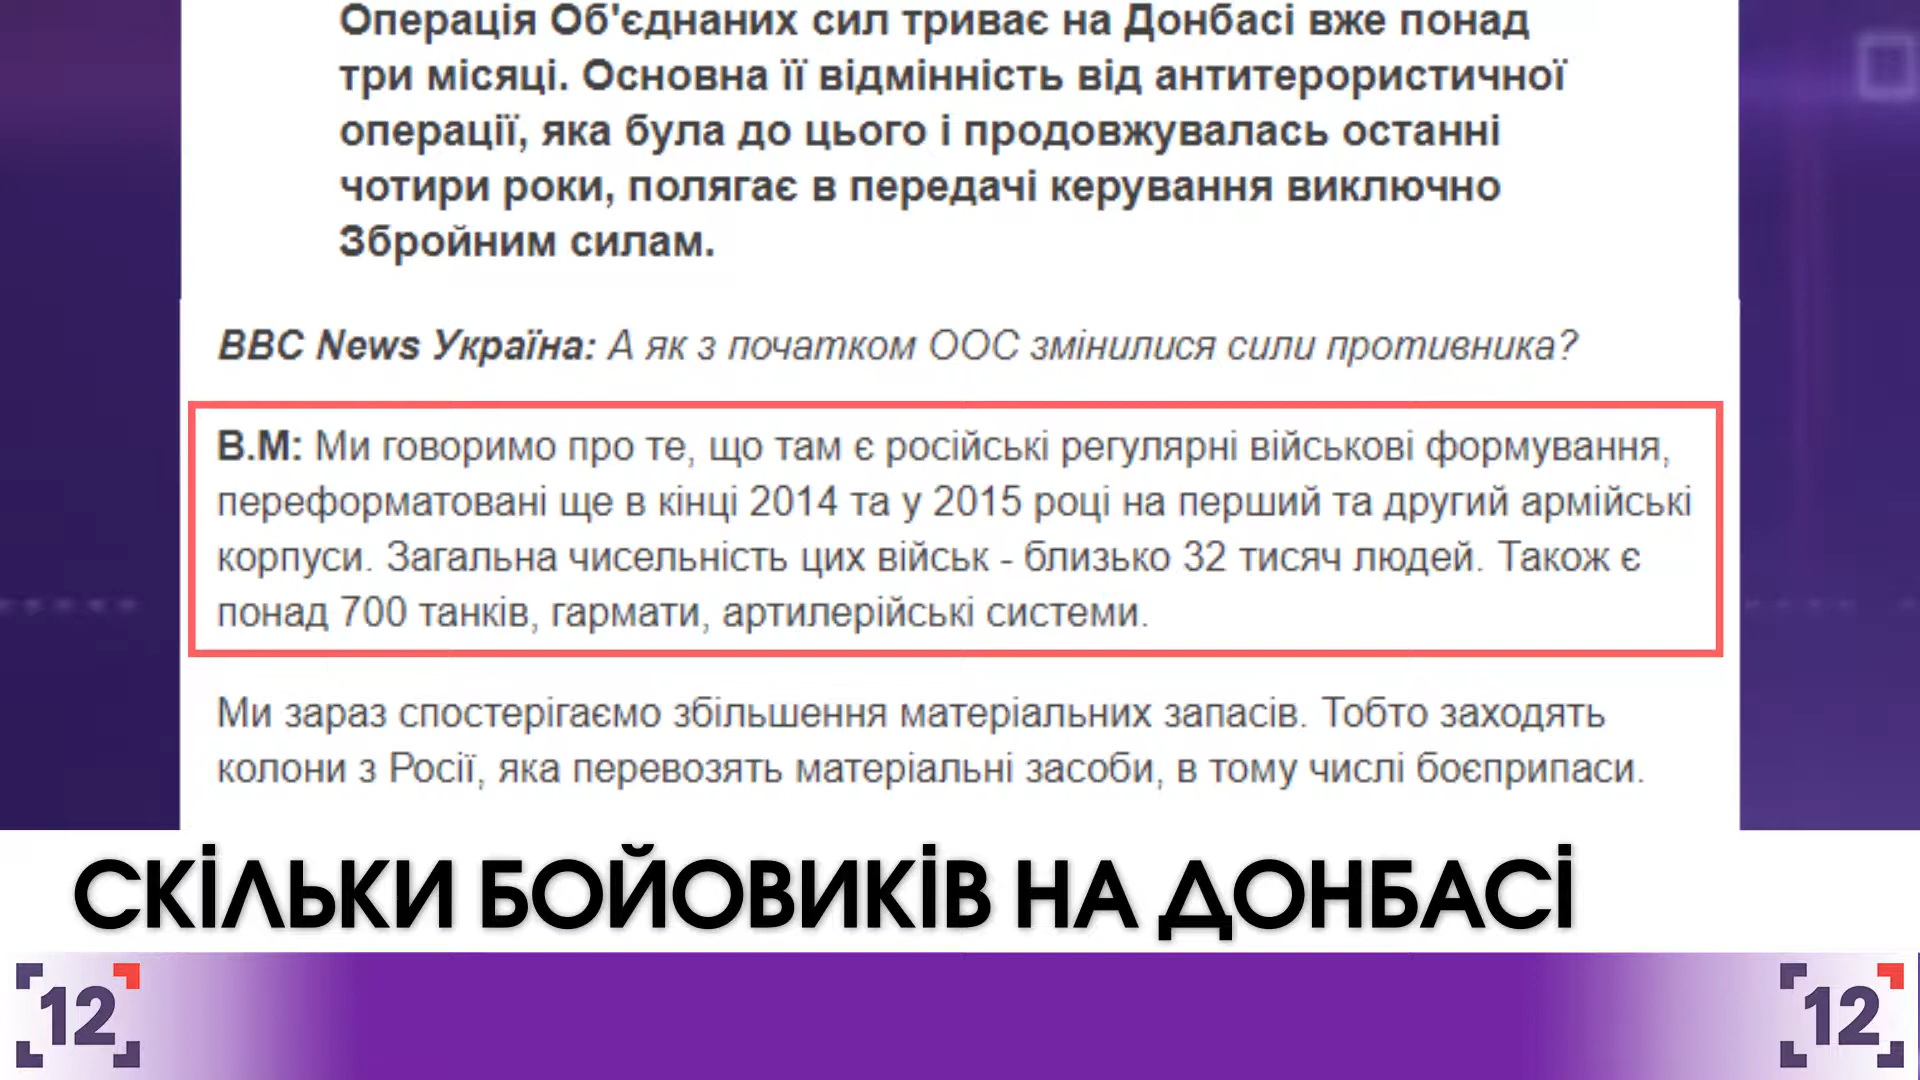 Операція Об'єднаних сил триває на Донбасі вже понад
три місяці. Основна її відмінність від антитерористичної
операції, яка була до цього і продовжувалась останні
чотири роки, полягає в передачі керування виключно
Збройним силам.
BBC News Україна: А як з початком ООС змінилися сили противника?
В.М: Ми говоримо про те, що там є російські регулярні військові формування,
переформатовані ще в кінці 2014 та у 2015 році на перший та другий армійські
корпуси. Загальна чисельність цих військ - близько 32 тисяч людей. Також є
понад 700 танків, гармати, артилерійські системи.
Ми зараз спостерігаємо збільшення матеріальних запасів. Тобто заходять
колони з Росії, яка перевозять матеріальні засоби, в тому числі боєприпаси.
СКІЛЬКИ БОЙОВИКІВ НА ДОНБАСІ
12
12